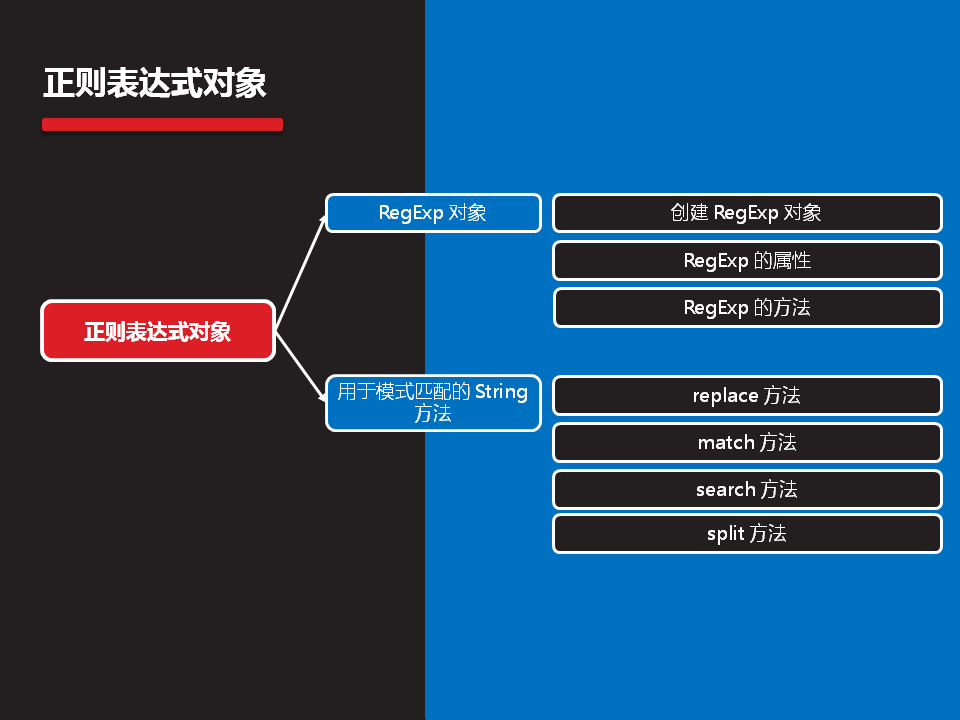 正则表达式对象
正则表达式对象
RegExp 对象
创建 RegExp 对象
RegExp 的属性
RegExp 的方法
用于模式匹配的 String
方法
replace 方法
match 方法
search 方法
split 方法